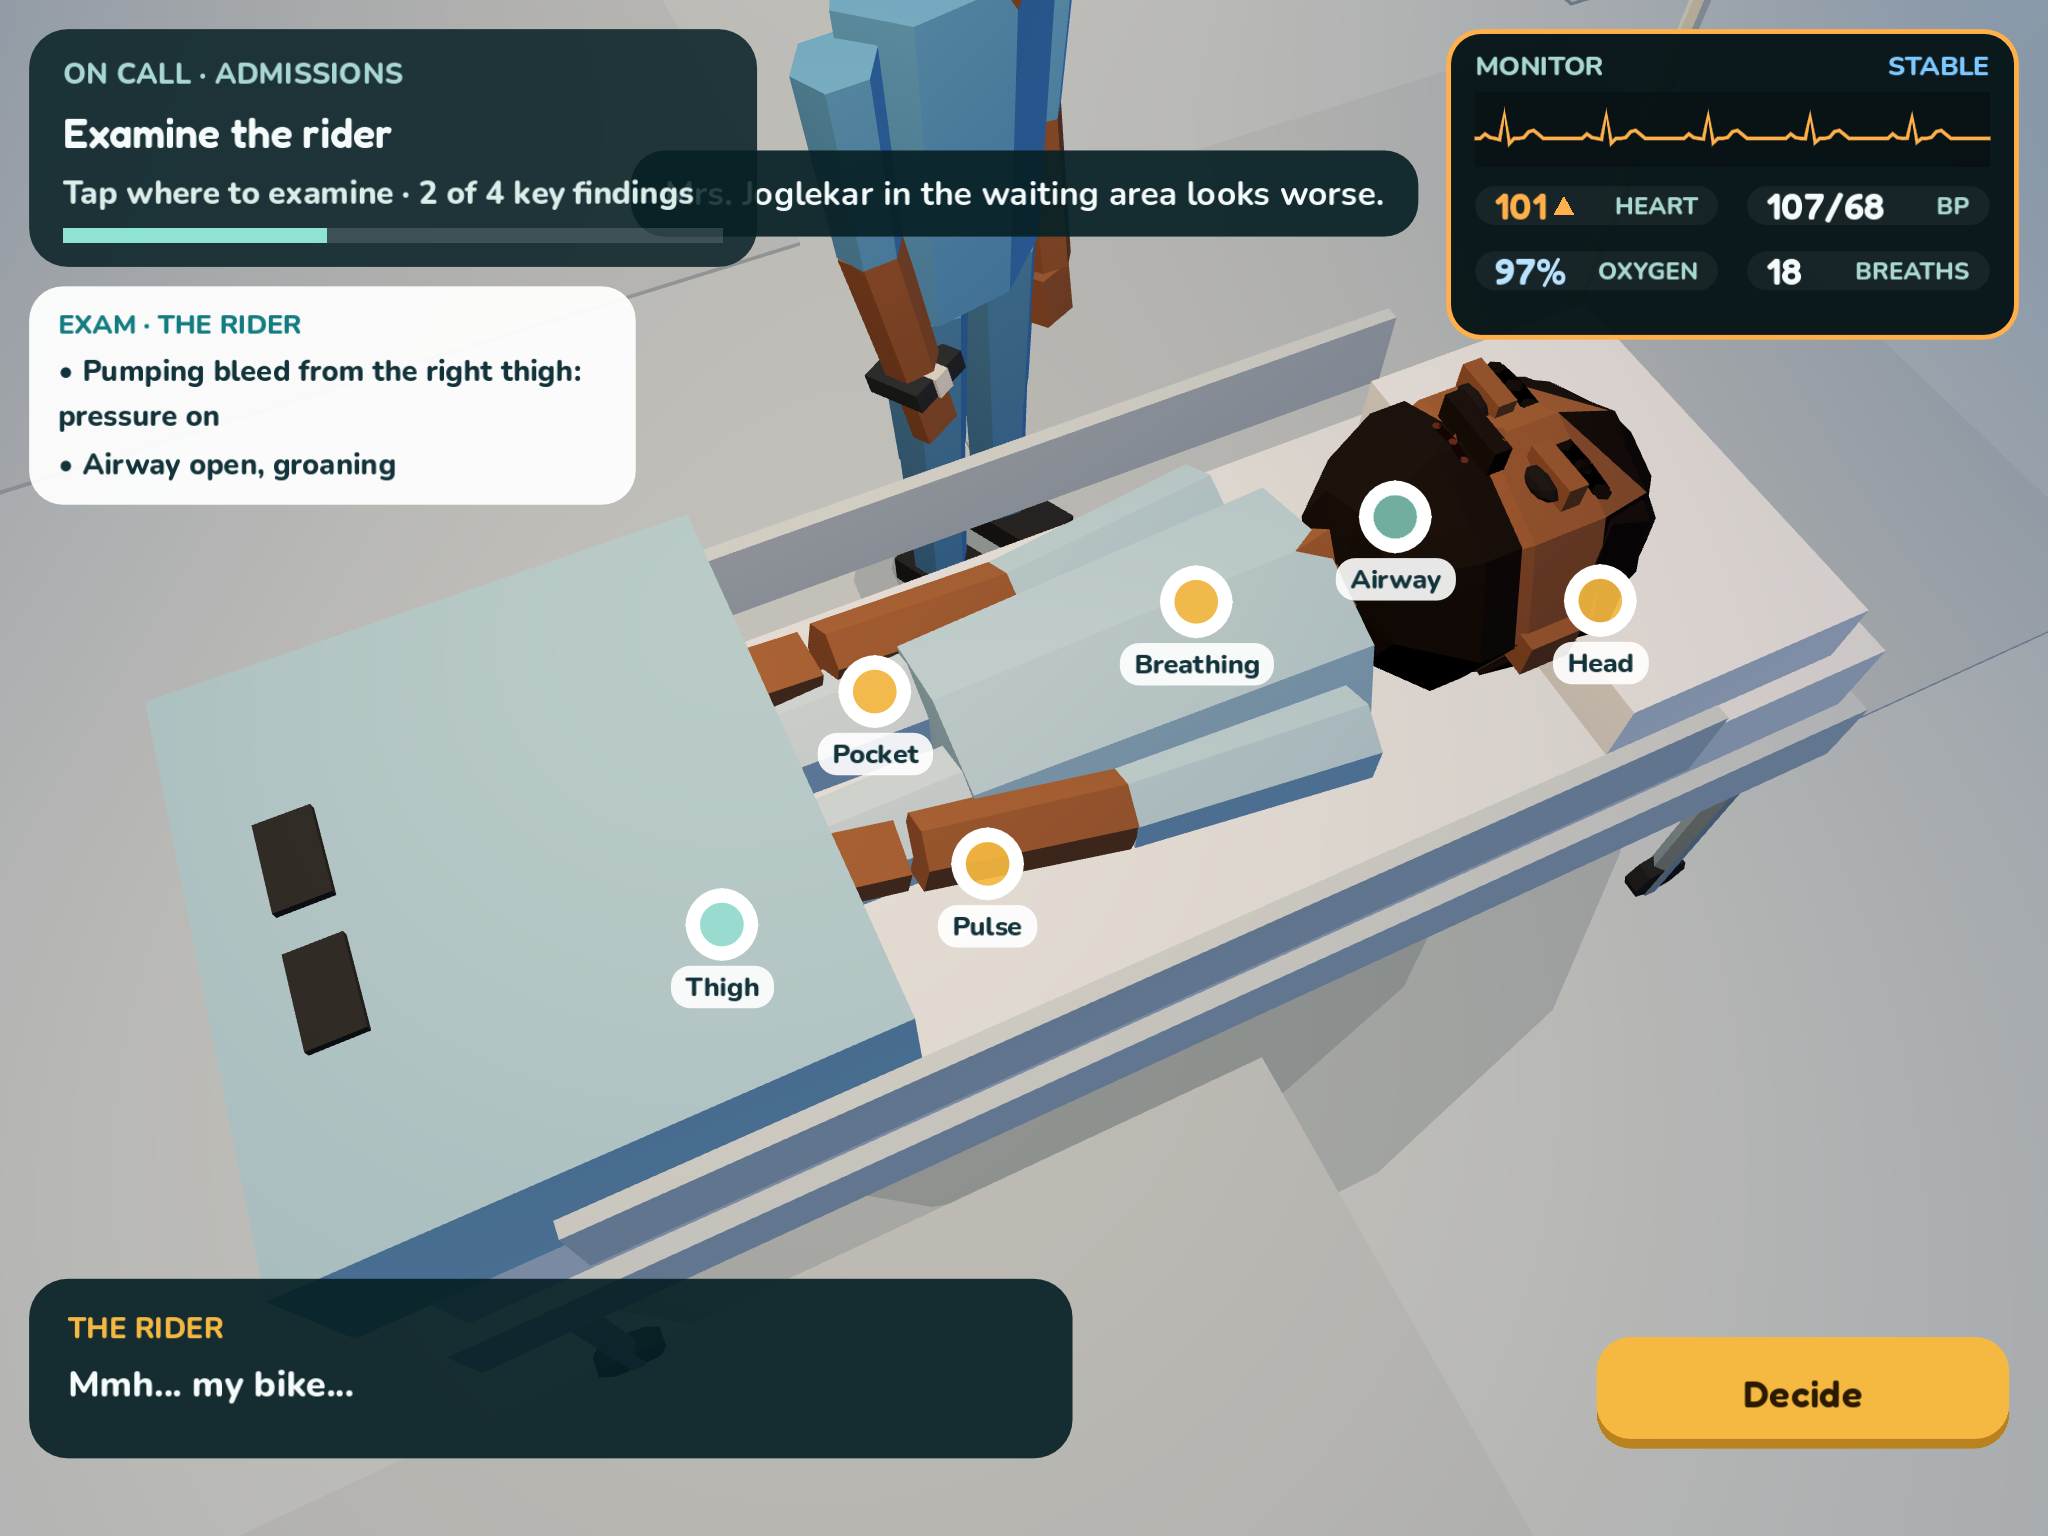 ON CALL · ADMISSIONS
Examine the rider
Tap where to examine · 2 of 4 key findings
Joglekar in the waiting area looks worse.
MONITOR
STABLE
101 HEART
107/68 BP
97% OXYGEN
18 BREATHS
EXAM · THE RIDER
• Pumping bleed from the right thigh:
pressure on
• Airway open, groaning
Airway
Breathing
Head
Pocket
Pulse
Thigh
THE RIDER
Mmh... my bike...
Decide